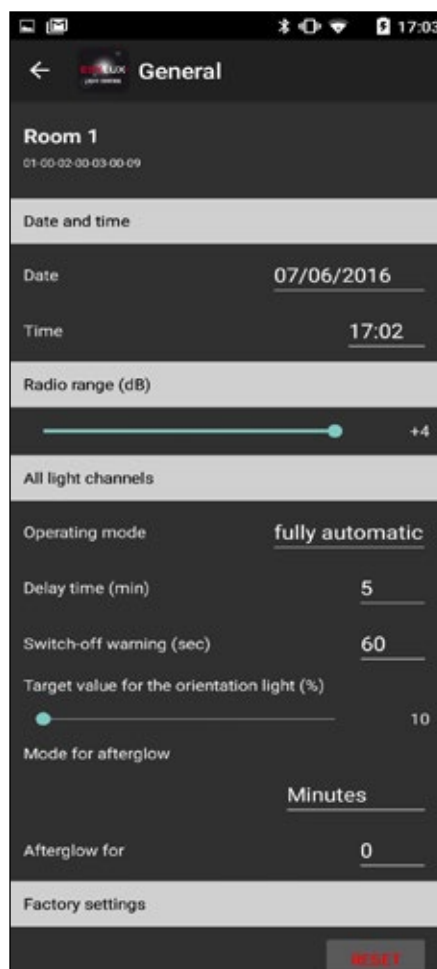 17:03
General
Room 1
01-00-02-00-03-00-09
Date and time
Date 07/06/2016
Time 17:02
Radio range (dB)
+4
All light channels
Operating mode fully automatic
Delay time (min) 5
Switch-off warning (sec) 60
Target value for the orientation light (%)
10
Mode for afterglow
Minutes
Afterglow for 0
Factory settings
RESET